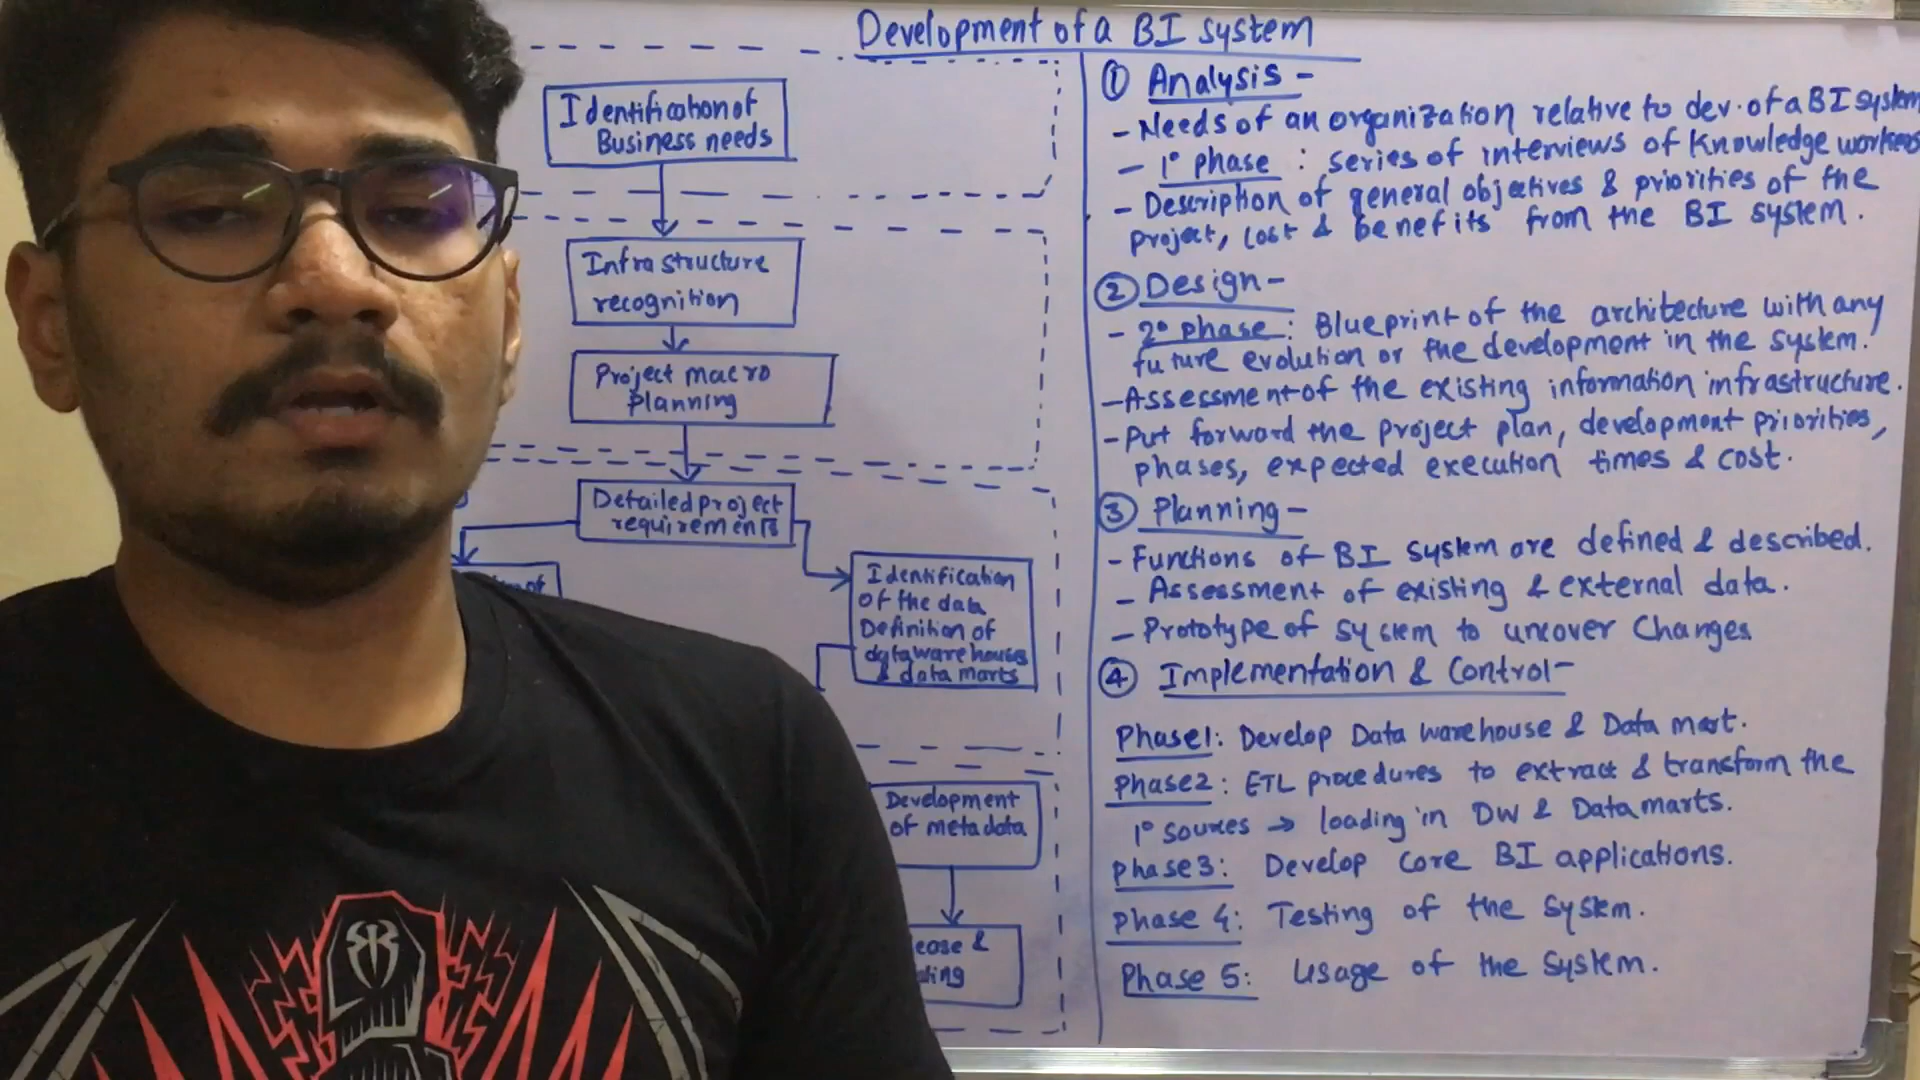 Development of a BI system
Identification of
Business needs
Infrastructure
recognition
Project macro
planning
Detailed project
requirements
of
Identification
of the data
Definition of
data warehouses
& data marts
Development
of metadata
&
① Analysis -
- Needs of an organization relative to dev. of a BI system
- 1° phase : series of interviews of knowledge workers
- Description of general objectives & priorities of the
project, cost & benefits from the BI system.
② Design -
- 2° phase : Blueprint of the architecture with any
future evolution or the development in the system.
- Assessment of the existing information infrastructure.
- Put forward the project plan, development priorities,
phases, expected execution times & cost.
③ Planning -
- Functions of BI system are defined & described.
- Assessment of existing & external data.
- Prototype of system to uncover changes
④ Implementation & Control -
Phase 1: Develop Data warehouse & Data mart.
Phase 2: ETL procedures to extract & transform the
1° sources → loading in DW & Data marts.
Phase 3: Develop core BI applications.
Phase 4: Testing of the system.
Phase 5: Usage of the system.